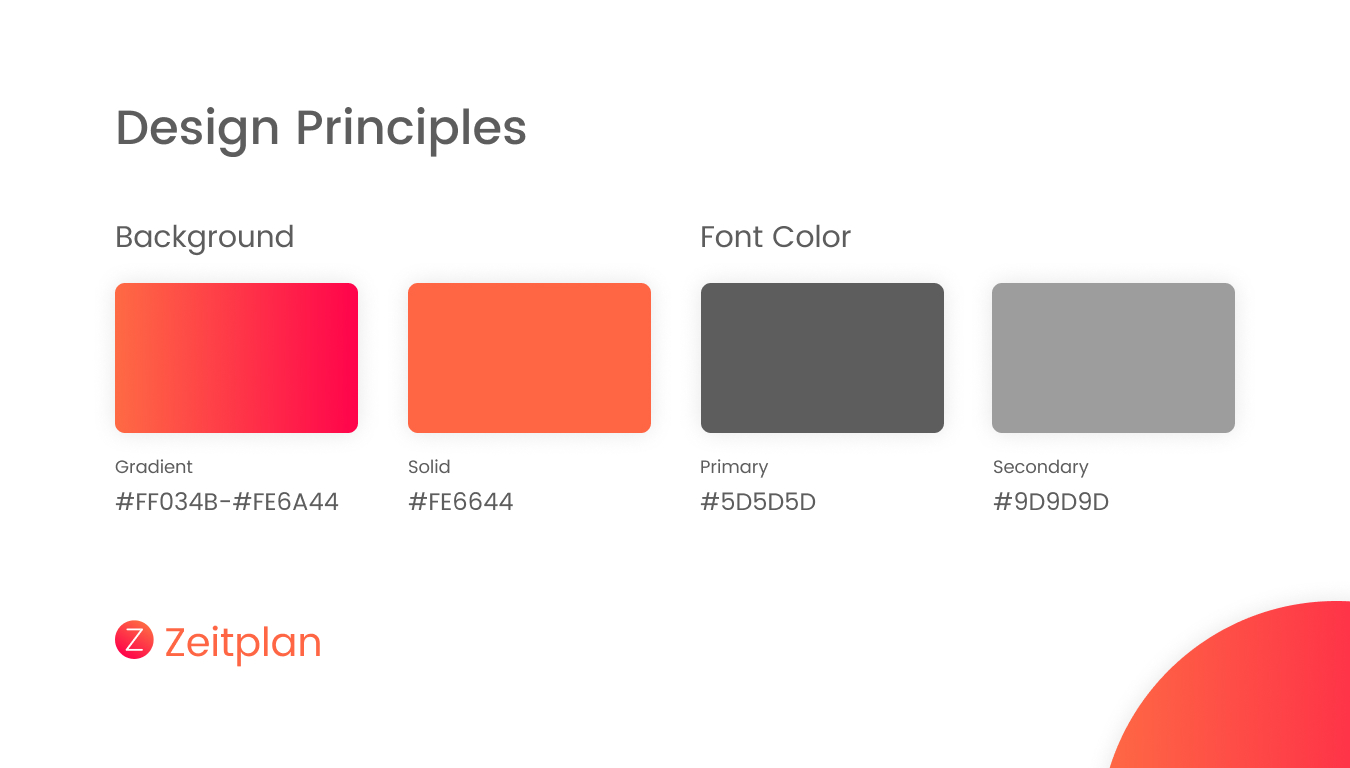 Design Principles
Background
Font Color
Gradient
#FF034B-#FE6A44
Solid
#FE6644
Primary
#5D5D5D
Secondary
#9D9D9D
Z Zeitplan